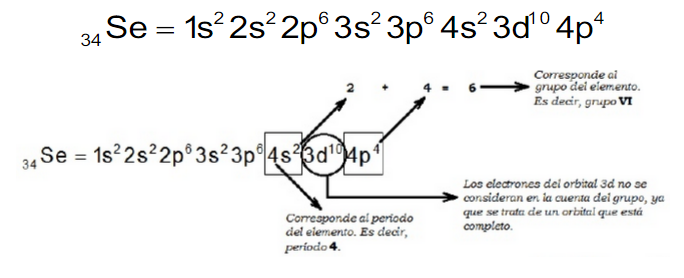 ₃₄Se = 1s² 2s² 2p⁶ 3s² 3p⁶ 4s² 3d¹⁰ 4p⁴
2 + 4 = 6
Corresponde al
grupo del elemento.
Es decir, grupo VI
₃₄Se = 1s² 2s² 2p⁶ 3s² 3p⁶ 4s² 3d¹⁰ 4p⁴
Los electrones del orbital 3d no se
consideran en la cuenta del grupo, ya
que se trata de un orbital que está
completo.
Corresponde al período
del elemento. Es decir,
período 4.